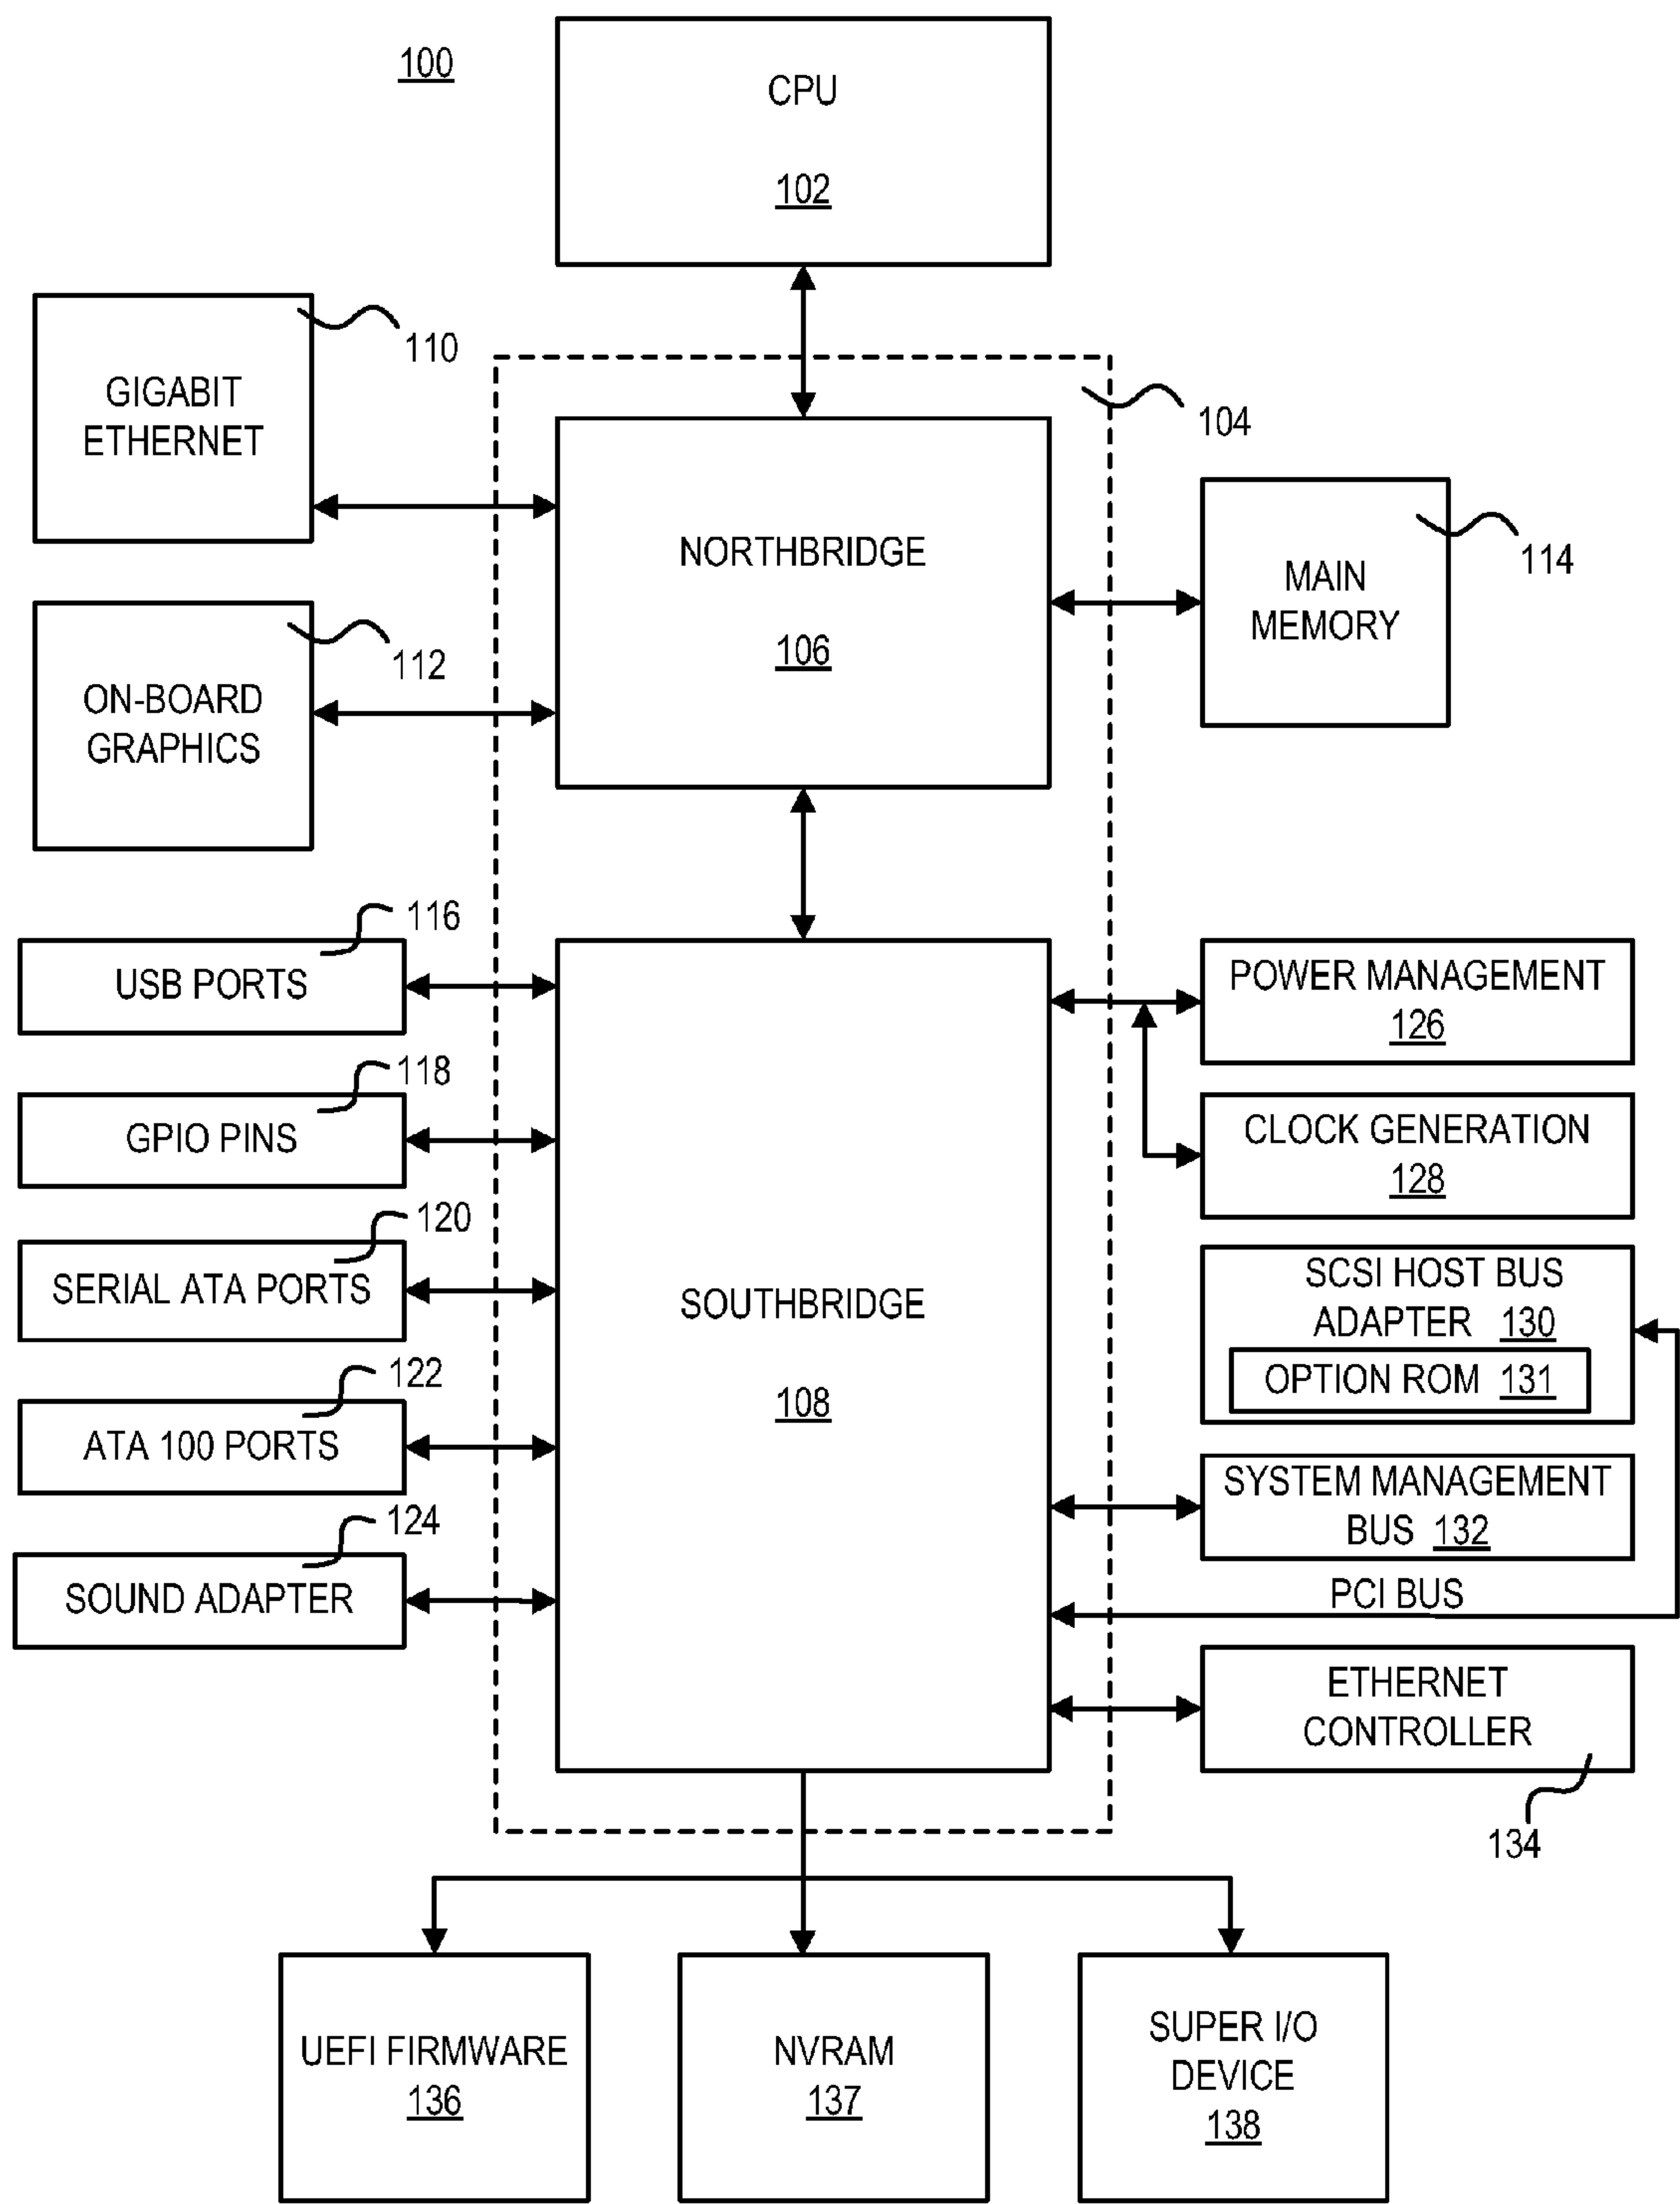 100
CPU
102
110
GIGABIT
ETHERNET
104
NORTHBRIDGE
106
114
MAIN
MEMORY
112
ON-BOARD
GRAPHICS
116
USB PORTS
118
GPIO PINS
120
SERIAL ATA PORTS
122
ATA 100 PORTS
124
SOUND ADAPTER
SOUTHBRIDGE
108
POWER MANAGEMENT
126
CLOCK GENERATION
128
SCSI HOST BUS
ADAPTER 130
OPTION ROM 131
SYSTEM MANAGEMENT
BUS 132
PCI BUS
ETHERNET
CONTROLLER
134
UEFI FIRMWARE
136
NVRAM
137
SUPER I/O
DEVICE
138